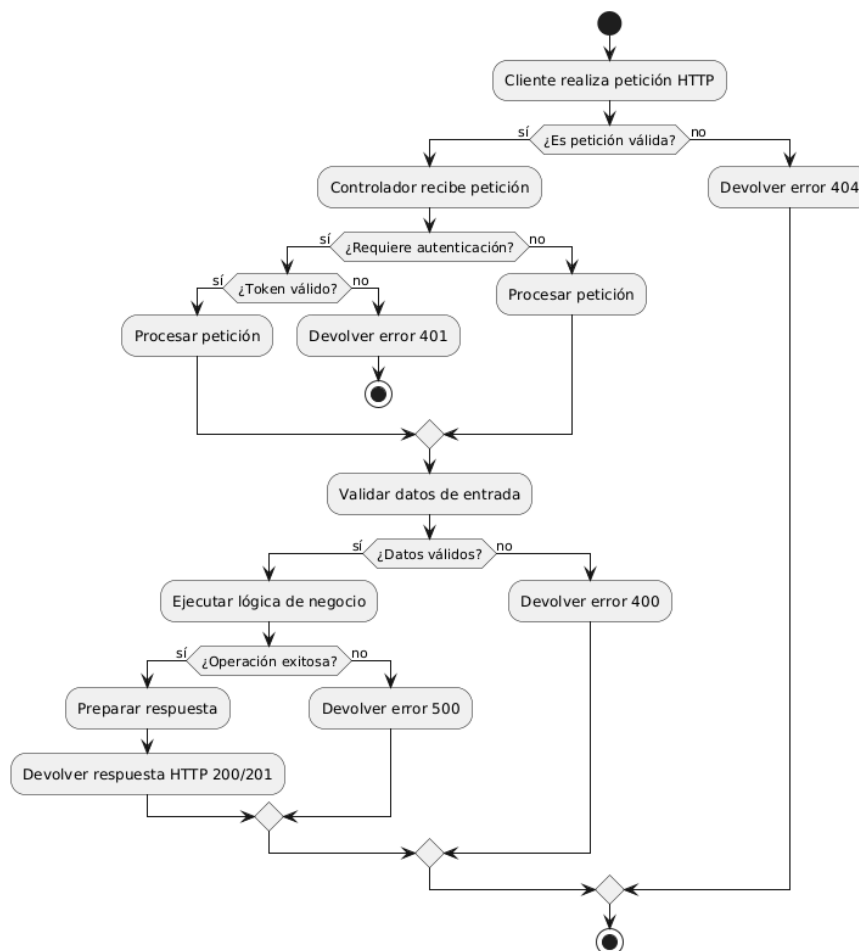 Cliente realiza petición HTTP
sí
¿Es petición válida?
no
Controlador recibe petición
Devolver error 404
sí
¿Requiere autenticación?
no
sí
¿Token válido?
no
Procesar petición
Procesar petición
Devolver error 401
Validar datos de entrada
sí
¿Datos válidos?
no
Ejecutar lógica de negocio
Devolver error 400
sí
¿Operación exitosa?
no
Preparar respuesta
Devolver error 500
Devolver respuesta HTTP 200/201